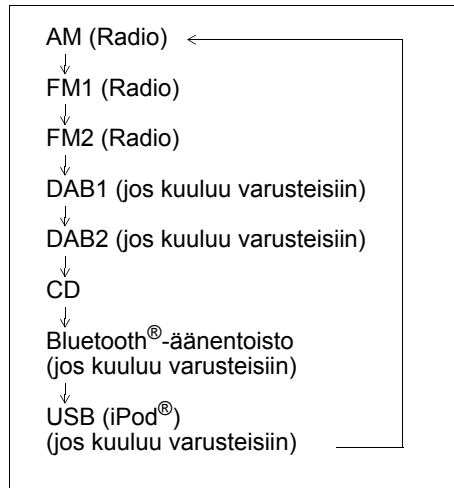 AM (Radio)
FM1 (Radio)
FM2 (Radio)
DAB1 (jos kuuluu varusteisiin)
DAB2 (jos kuuluu varusteisiin)
CD
Bluetooth®-äänentoisto
(jos kuuluu varusteisiin)
USB (iPod®)
(jos kuuluu varusteisiin)